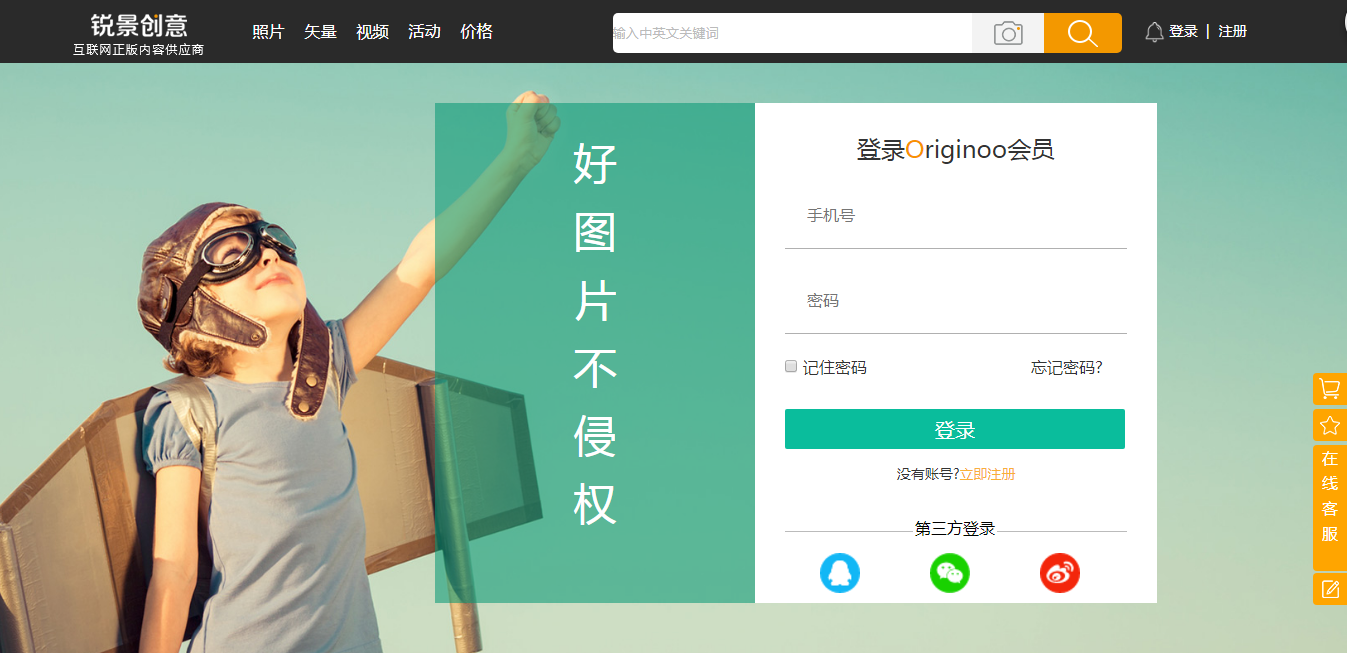 锐景创意
互联网正版内容供应商
照片 矢量 视频 活动 价格
输入中英文关键词
登录 | 注册
好
图
片
不
侵
权
登录Originoo会员
手机号
密码
记住密码 忘记密码?
登录
没有账号?立即注册
第三方登录
在
线
客
服